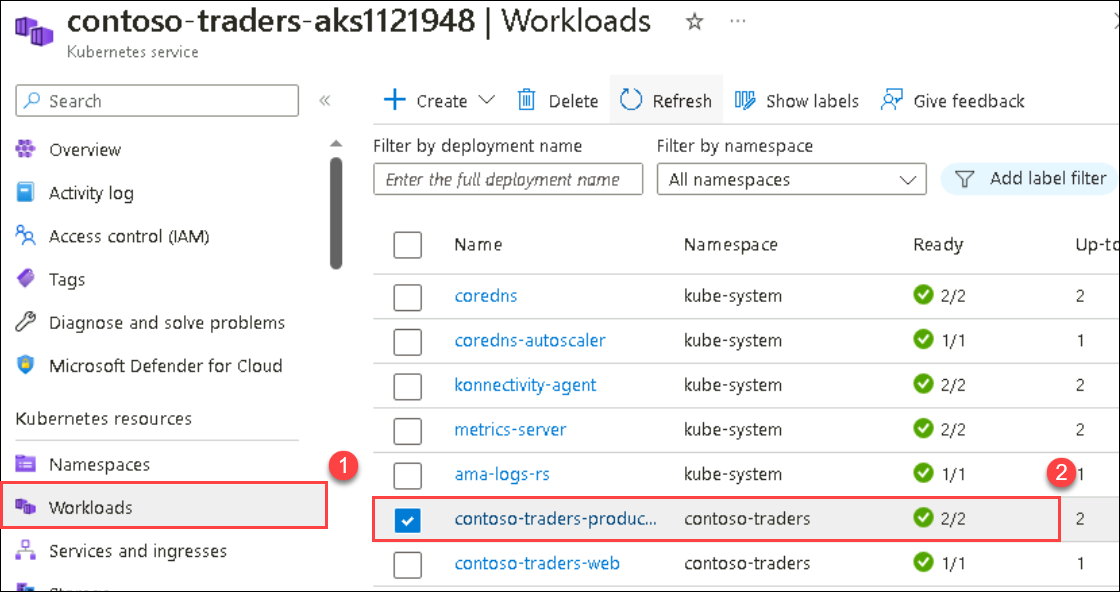 contoso-traders-aks1121948 | Workloads
Kubernetes service
Search
Overview
Activity log
Access control (IAM)
Tags
Diagnose and solve problems
Microsoft Defender for Cloud
Kubernetes resources
Namespaces
1
Workloads
Services and ingresses
Create Delete Refresh Show labels Give feedback
Filter by deployment name Filter by namespace
Enter the full deployment name All namespaces Add label filter
Name Namespace Ready Up-to
coredns kube-system 2/2 2
coredns-autoscaler kube-system 1/1 1
konnectivity-agent kube-system 2/2 2
metrics-server kube-system 2/2 2
ama-logs-rs kube-system 1/1 2 1
contoso-traders-produc... contoso-traders 2/2 2
contoso-traders-web contoso-traders 1/1 1